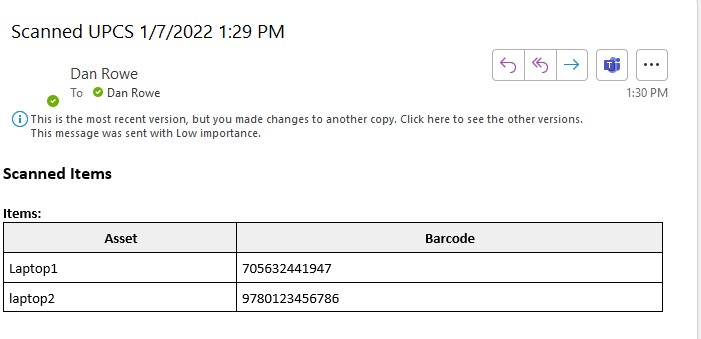 Scanned UPCS 1/7/2022 1:29 PM
Dan Rowe
To Dan Rowe
1:30 PM
This is the most recent version, but you made changes to another copy. Click here to see the other versions.
This message was sent with Low importance.
Scanned Items
Items:
Asset Barcode
Laptop1 705632441947
laptop2 9780123456786